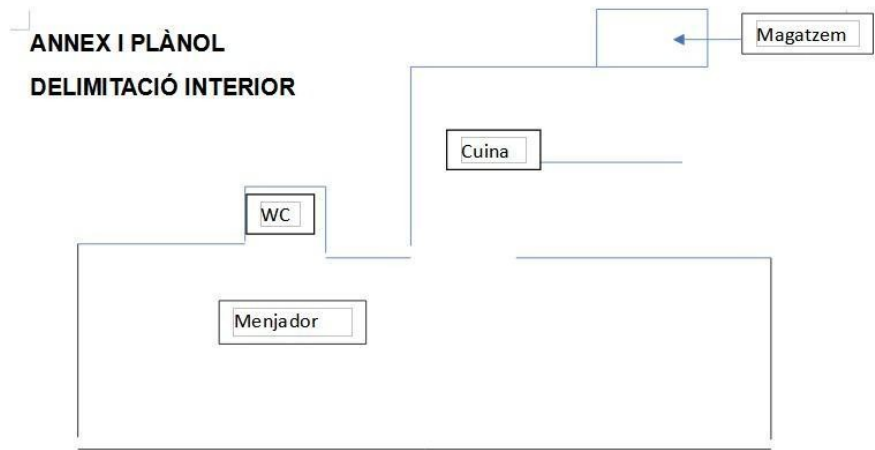 ANNEX I PLÀNOL
DELIMITACIÓ INTERIOR
Magatzem
Cuina
WC
Menjador